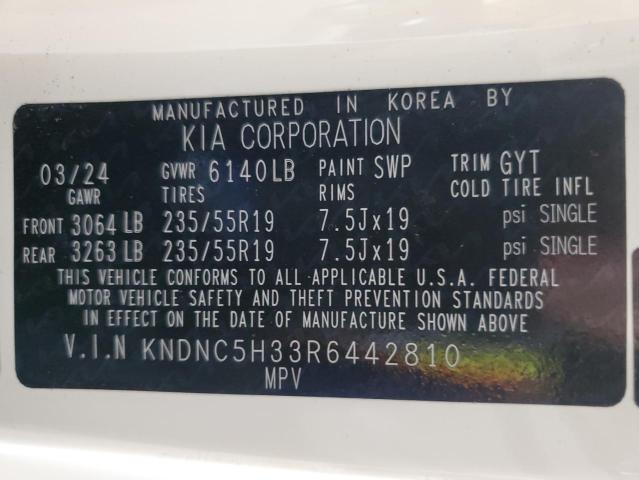 MANUFACTURED IN KOREA BY
KIA CORPORATION
03/24 GVWR 6140LB PAINT SWP TRIM GYT
GAWR TIRES RIMS COLD TIRE INFL
FRONT 3064 LB 235/55R19 7.5Jx19 psi SINGLE
REAR 3263 LB 235/55R19 7.5Jx19 psi SINGLE
THIS VEHICLE CONFORMS TO ALL APPLICABLE U.S.A. FEDERAL
MOTOR VEHICLE SAFETY AND THEFT PREVENTION STANDARDS
IN EFFECT ON THE DATE OF MANUFACTURE SHOWN ABOVE
V.I.N KNDNC5H33R6442810
MPV